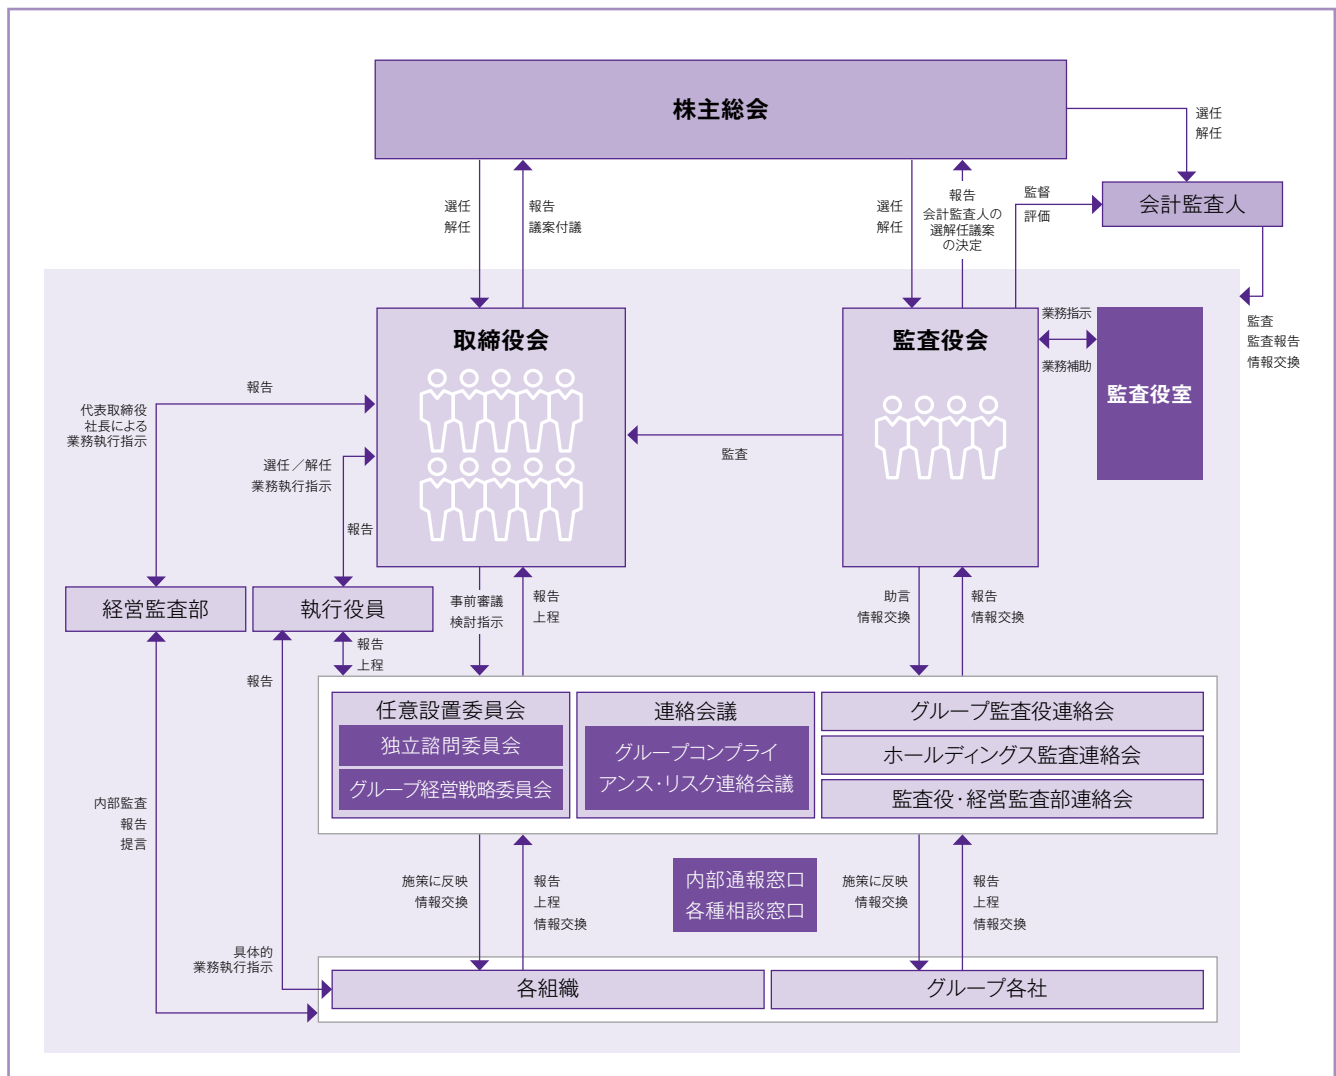 株主総会
選任
解任
会計監査人
選任
解任
報告
議案付議
選任
解任
報告
会計監査人の
選解任議案
の決定
監督
評価
監査
監査報告
情報交換
取締役会
監査役会
業務指示
業務補助
監査役室
報告
代表取締役
社長による
業務執行指示
選任／解任
業務執行指示
報告
監査
経営監査部
執行役員
事前審議
検討指示
報告
上程
助言
情報交換
報告
情報交換
報告
上程
報告
任意設置委員会
独立諮問委員会
グループ経営戦略委員会
連絡会議
グループコンプライ
アンス・リスク連絡会議
グループ監査役連絡会
ホールディングス監査連絡会
監査役・経営監査部連絡会
内部監査
報告
提言
施策に反映
情報交換
報告
上程
情報交換
内部通報窓口
各種相談窓口
施策に反映
情報交換
報告
上程
情報交換
具体的
業務執行指示
各組織
グループ各社